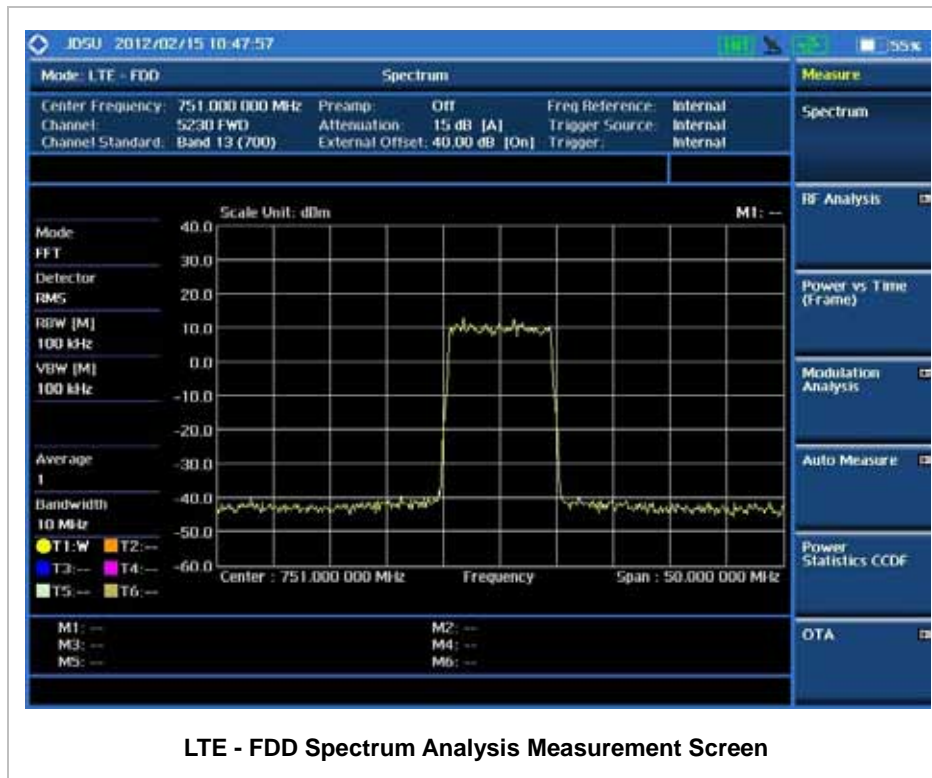 JDSU 2012/02/15 10:47:57
55%
Mode: LTE - FDD
Spectrum
Center Frequency: 751.000 000 MHz
Channel: 5230 FWD
Channel Standard: Band 13 (700)
Preamp: Off
Attenuation: 15 dB [A]
External Offset: 40.00 dB [On]
Freq Reference: Internal
Trigger Source: Internal
Trigger: Internal
Mode
FFT
Detector
RMS
RBW [M]
100 kHz
VBW [M]
100 kHz
Average
1
Bandwidth
10 MHz
T1:W T2:--
T3:-- T4:--
T5:-- T6:--
Scale Unit: dBm
M1: --
40.0
30.0
20.0
10.0
0.0
-10.0
-20.0
-30.0
-40.0
-50.0
-60.0
Center : 751.000 000 MHz Frequency Span : 50.000 000 MHz
M1: -- M2: --
M3: -- M4: --
M5: -- M6: --
Measure
Spectrum
RF Analysis
Power vs Time
(Frame)
Modulation
Analysis
Auto Measure
Power
Statistics CCDF
OTA
LTE - FDD Spectrum Analysis Measurement Screen